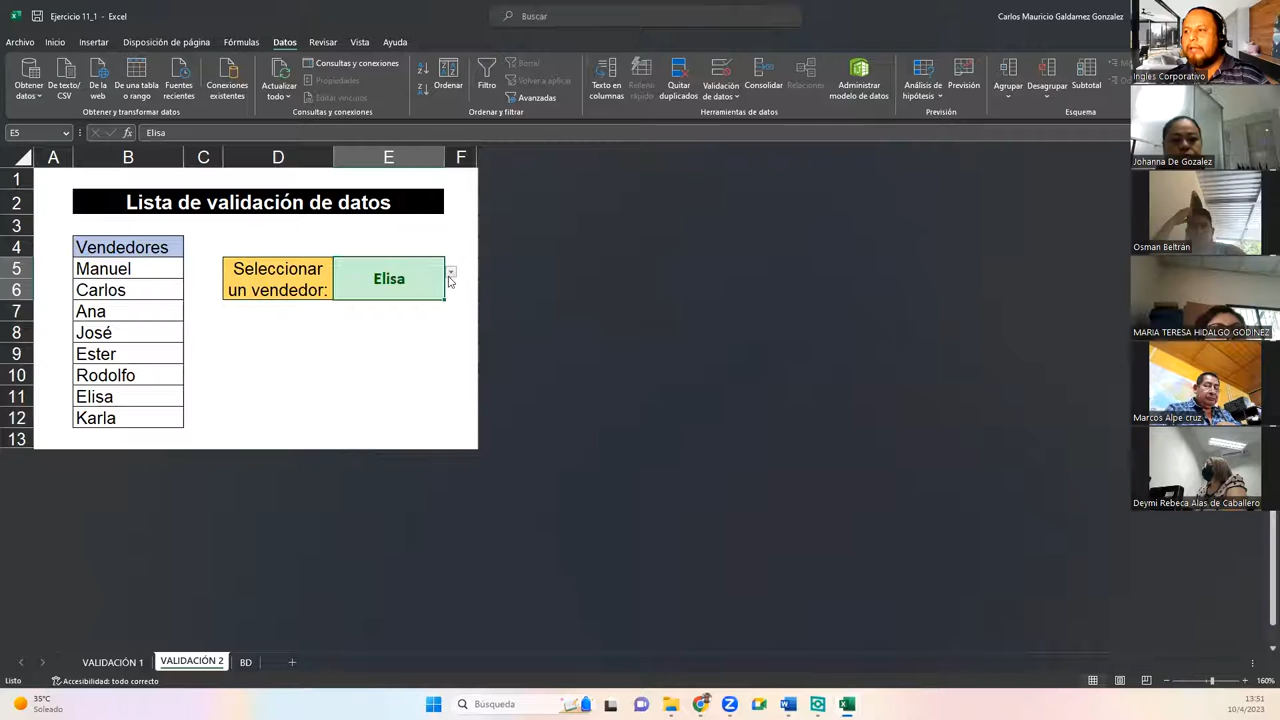 Ejercicio 11_1 - Excel
Buscar
Carlos Mauricio Galdamez Gonzalez
Archivo
Inicio
Insertar
Disposición de página
Fórmulas
Datos
Revisar
Vista
Ayuda
Obtener datos
De texto/ CSV
De la web
De una tabla o rango
Fuentes recientes
Conexiones existentes
Obtener y transformar datos
Actualizar todo
Consultas y conexiones
Propiedades
Editar vínculos
Consultas y conexiones
Ordenar
Filtro
Borrar
Volver a aplicar
Avanzadas
Ordenar y filtrar
Texto en columnas
Relleno rápido
Quitar duplicados
Validación de datos
Consolidar
Relaciones
Administrar modelo de datos
Herramientas de datos
Análisis de hipótesis
Previsión
Previsión
Agrupar
Desagrupar
Subtotal
Esquema
E5
fx
Elisa
A B C D E F
1
2 Lista de validación de datos
3
4 Vendedores
5 Manuel Seleccionar
6 Carlos un vendedor: Elisa
7 Ana
8 José
9 Ester
10 Rodolfo
11 Elisa
12 Karla
13
Ingles Corporativo
Johanna De Gozalez
Osman Beltrán
MARIA TERESA HIDALGO GODINEZ
Marcos Alpe cruz
Deymi Rebeca Alas de Caballero
VALIDACIÓN 1
VALIDACIÓN 2
BD
Listo
Accesibilidad: todo correcto
160%
35°C
Soleado
Búsqueda
13:51
10/4/2023